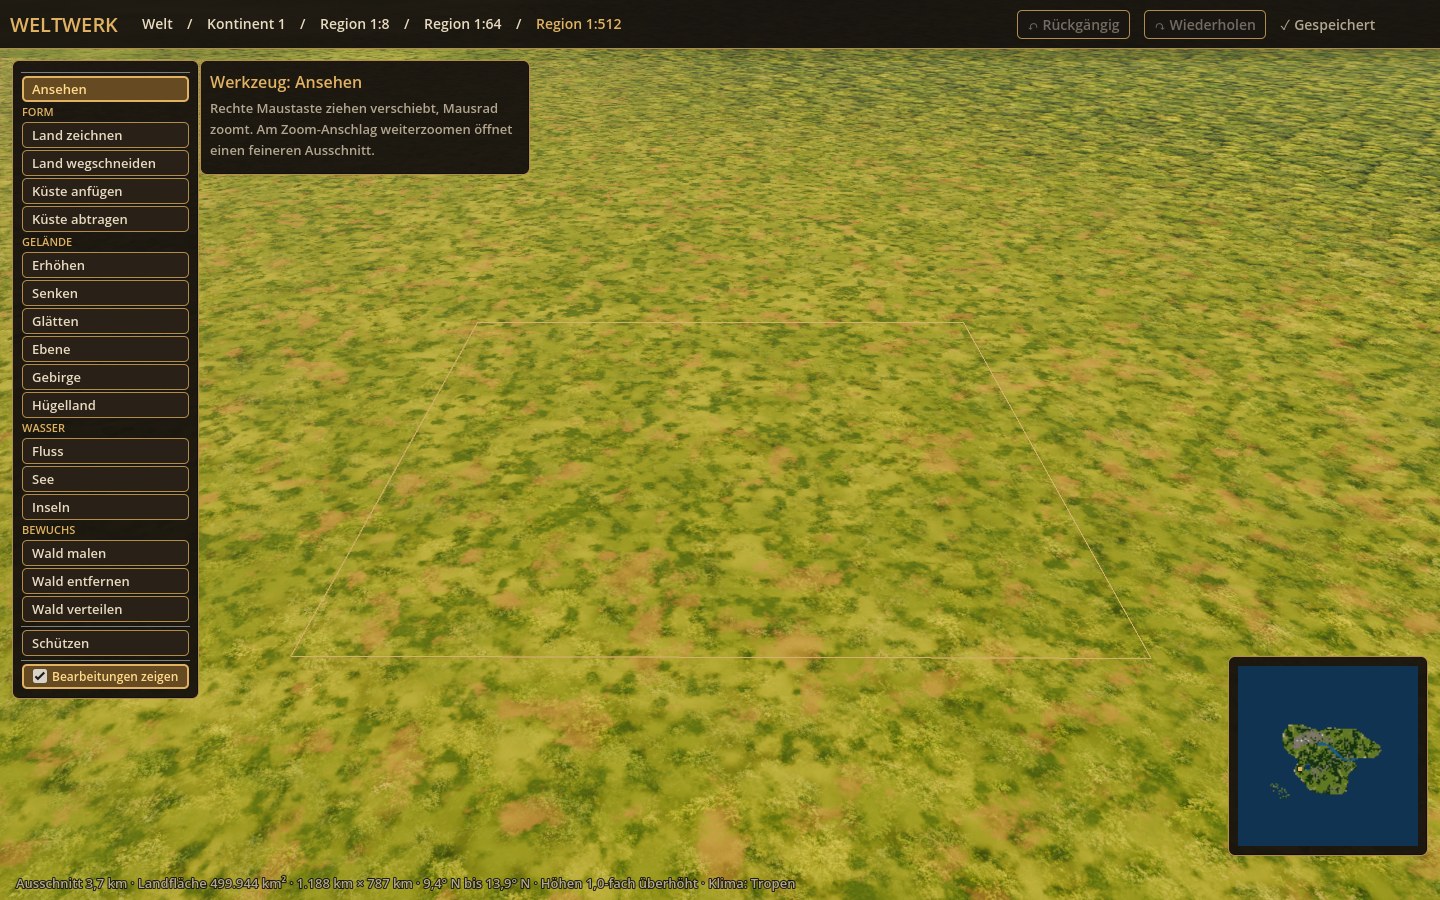 WELTWERK Welt / Kontinent 1 / Region 1:8 / Region 1:64 / Region 1:512 Rückgängig Wiederholen ✓ Gespeichert
Ansehen
FORM
Land zeichnen
Land wegschneiden
Küste anfügen
Küste abtragen
GELÄNDE
Erhöhen
Senken
Glätten
Ebene
Gebirge
Hügelland
WASSER
Fluss
See
Inseln
BEWUCHS
Wald malen
Wald entfernen
Wald verteilen
Schützen
Bearbeitungen zeigen
Werkzeug: Ansehen
Rechte Maustaste ziehen verschiebt, Mausrad
zoomt. Am Zoom-Anschlag weiterzoomen öffnet
einen feineren Ausschnitt.
Ausschnitt 3,7 km · Landfläche 499.944 km² · 1.188 km × 787 km · 9,4° N bis 13,9° N · Höhen 1,0-fach überhöht · Klima: Tropen